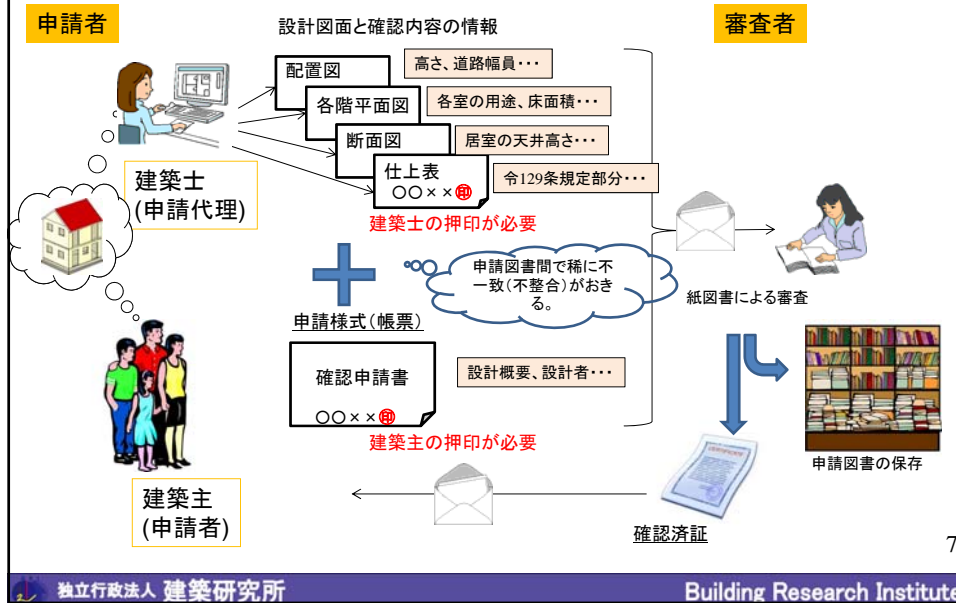 申請者
設計図面と確認内容の情報
審査者
配置図
高さ、道路幅員・・・
各階平面図
各室の用途、床面積・・・
断面図
居室の天井高さ・・・
仕上表
〇〇××㊞
令129条規定部分・・・
建築士の押印が必要
建築士
(申請代理)
申請図書間で稀に不
一致(不整合)がおき
る。
紙図書による審査
申請様式(帳票)
確認申請書
〇〇××㊞
設計概要、設計者・・・
建築主の押印が必要
申請図書の保存
建築主
(申請者)
確認済証
7
独立行政法人 建築研究所
Building Research Institute